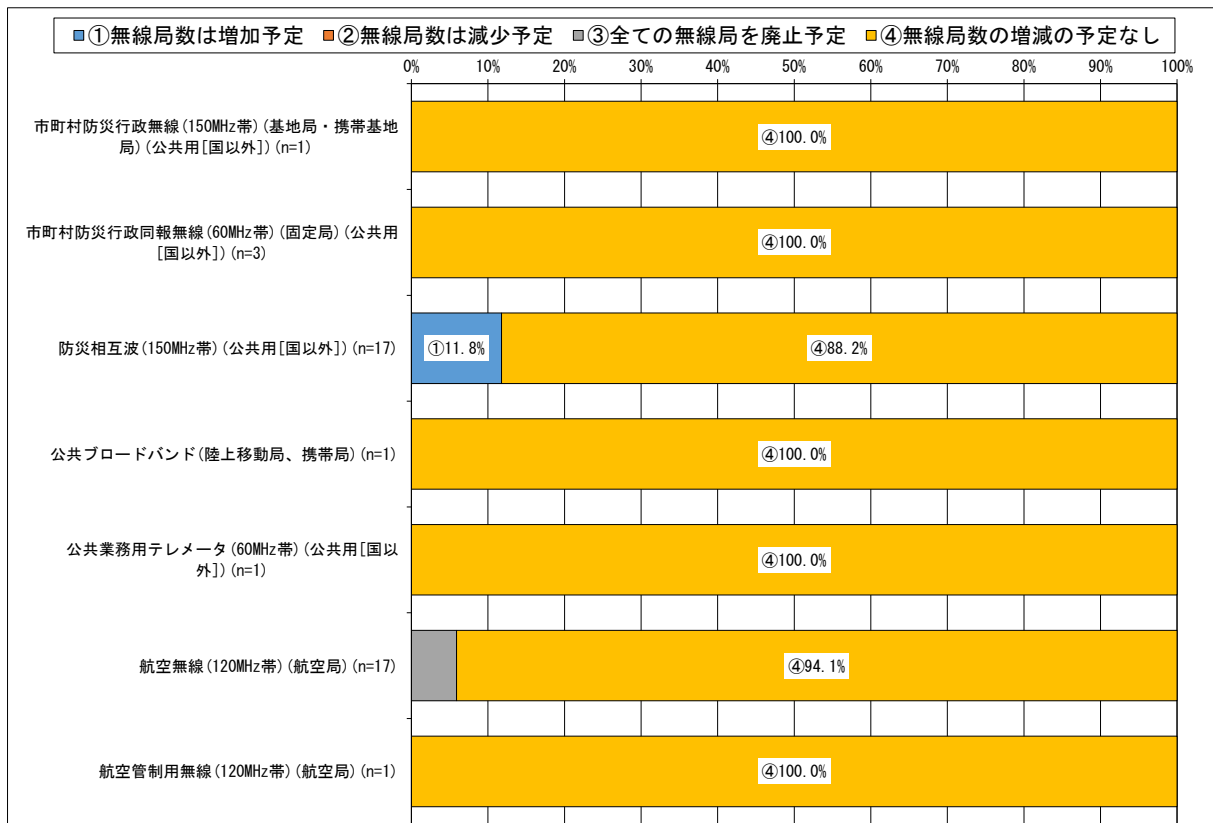 ①無線局数は増加予定 ②無線局数は減少予定 ③全ての無線局を廃止予定 ④無線局数の増減の予定なし
0% 10% 20% 30% 40% 50% 60% 70% 80% 90% 100%
市町村防災行政無線(150MHz帯)(基地局・携帯基地
局)(公共用[国以外])(n=1)
④100.0%
市町村防災行政同報無線(60MHz帯)(固定局)(公共用
[国以外])(n=3)
④100.0%
防災相互波(150MHz帯)(公共用[国以外])(n=17)
①11.8% ④88.2%
公共ブロードバンド(陸上移動局、携帯局)(n=1)
④100.0%
公共業務用テレメータ(60MHz帯)(公共用[国以
外])(n=1)
④100.0%
航空無線(120MHz帯)(航空局)(n=17)
④94.1%
航空管制用無線(120MHz帯)(航空局)(n=1)
④100.0%